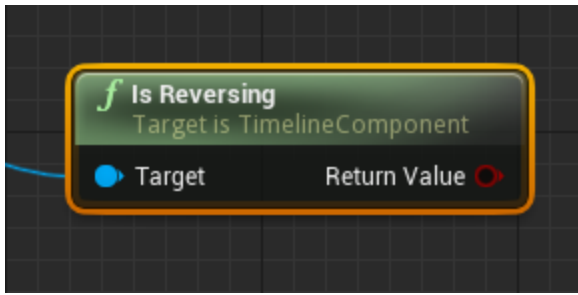 f Is Reversing
Target is TimelineComponent
Target Return Value